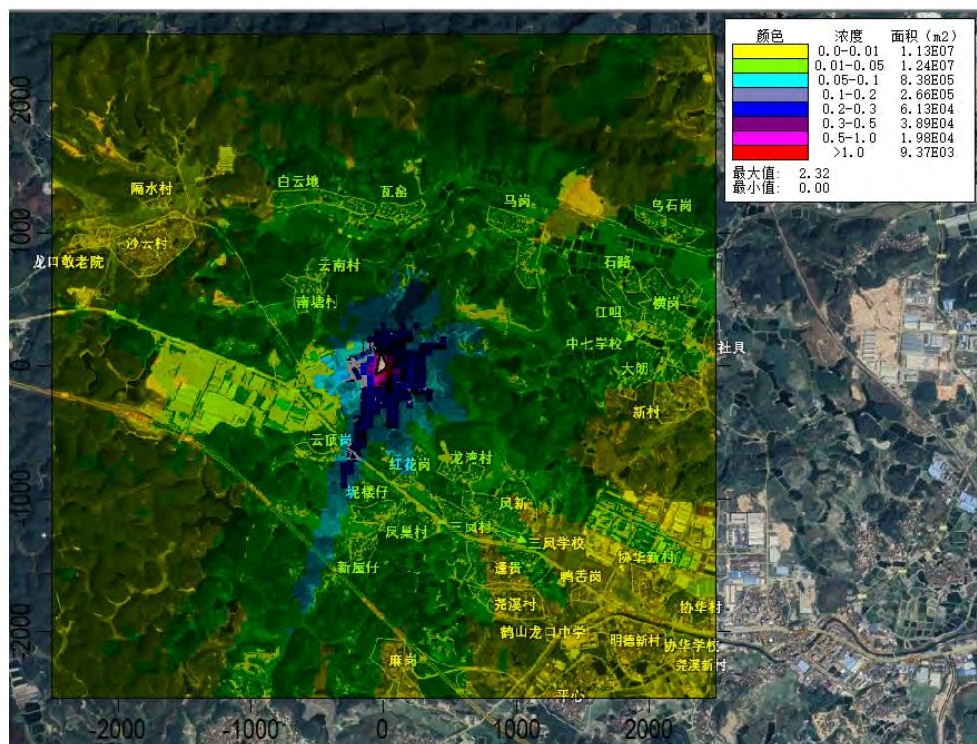 颜色 浓度 面积（m2）
0.0-0.01 1.13E07
0.01-0.05 1.24E07
0.05-0.1 8.38E05
0.1-0.2 2.66E05
0.2-0.3 6.13E04
0.3-0.5 3.89E04
0.5-1.0 1.98E04
>1.0 9.37E03
最大值: 2.32
最小值: 0.00
2000
隔水村
白云地
瓦窑
马岗
乌石岗
1000
沙云村
龙口敬老院
云南村
石路
南塘村
横岗
江咀
中七学校
社具
0
大朗
新村
云顶岗
红花岗
龙湾村
-1000
坭楼仔
凤新
凤巢村
三凤村
三凤学校
新屋仔
莲贵
鸭舌岗
协华新村
尧溪村
协华村
-2000
鹤山龙口中学
明德新村
协华学校
麻岗
尧溪新村
平心
-2000 -1000 0 1000 2000